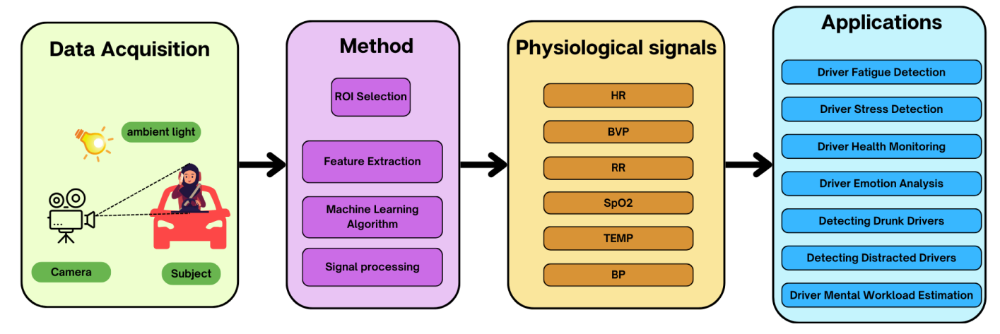 Data Acquisition
ambient light
Camera
Subject
Method
ROI Selection
Feature Extraction
Machine Learning
Algorithm
Signal processing
Physiological signals
HR
BVP
RR
SpO2
TEMP
BP
Applications
Driver Fatigue Detection
Driver Stress Detection
Driver Health Monitoring
Driver Emotion Analysis
Detecting Drunk Drivers
Detecting Distracted Drivers
Driver Mental Workload Estimation